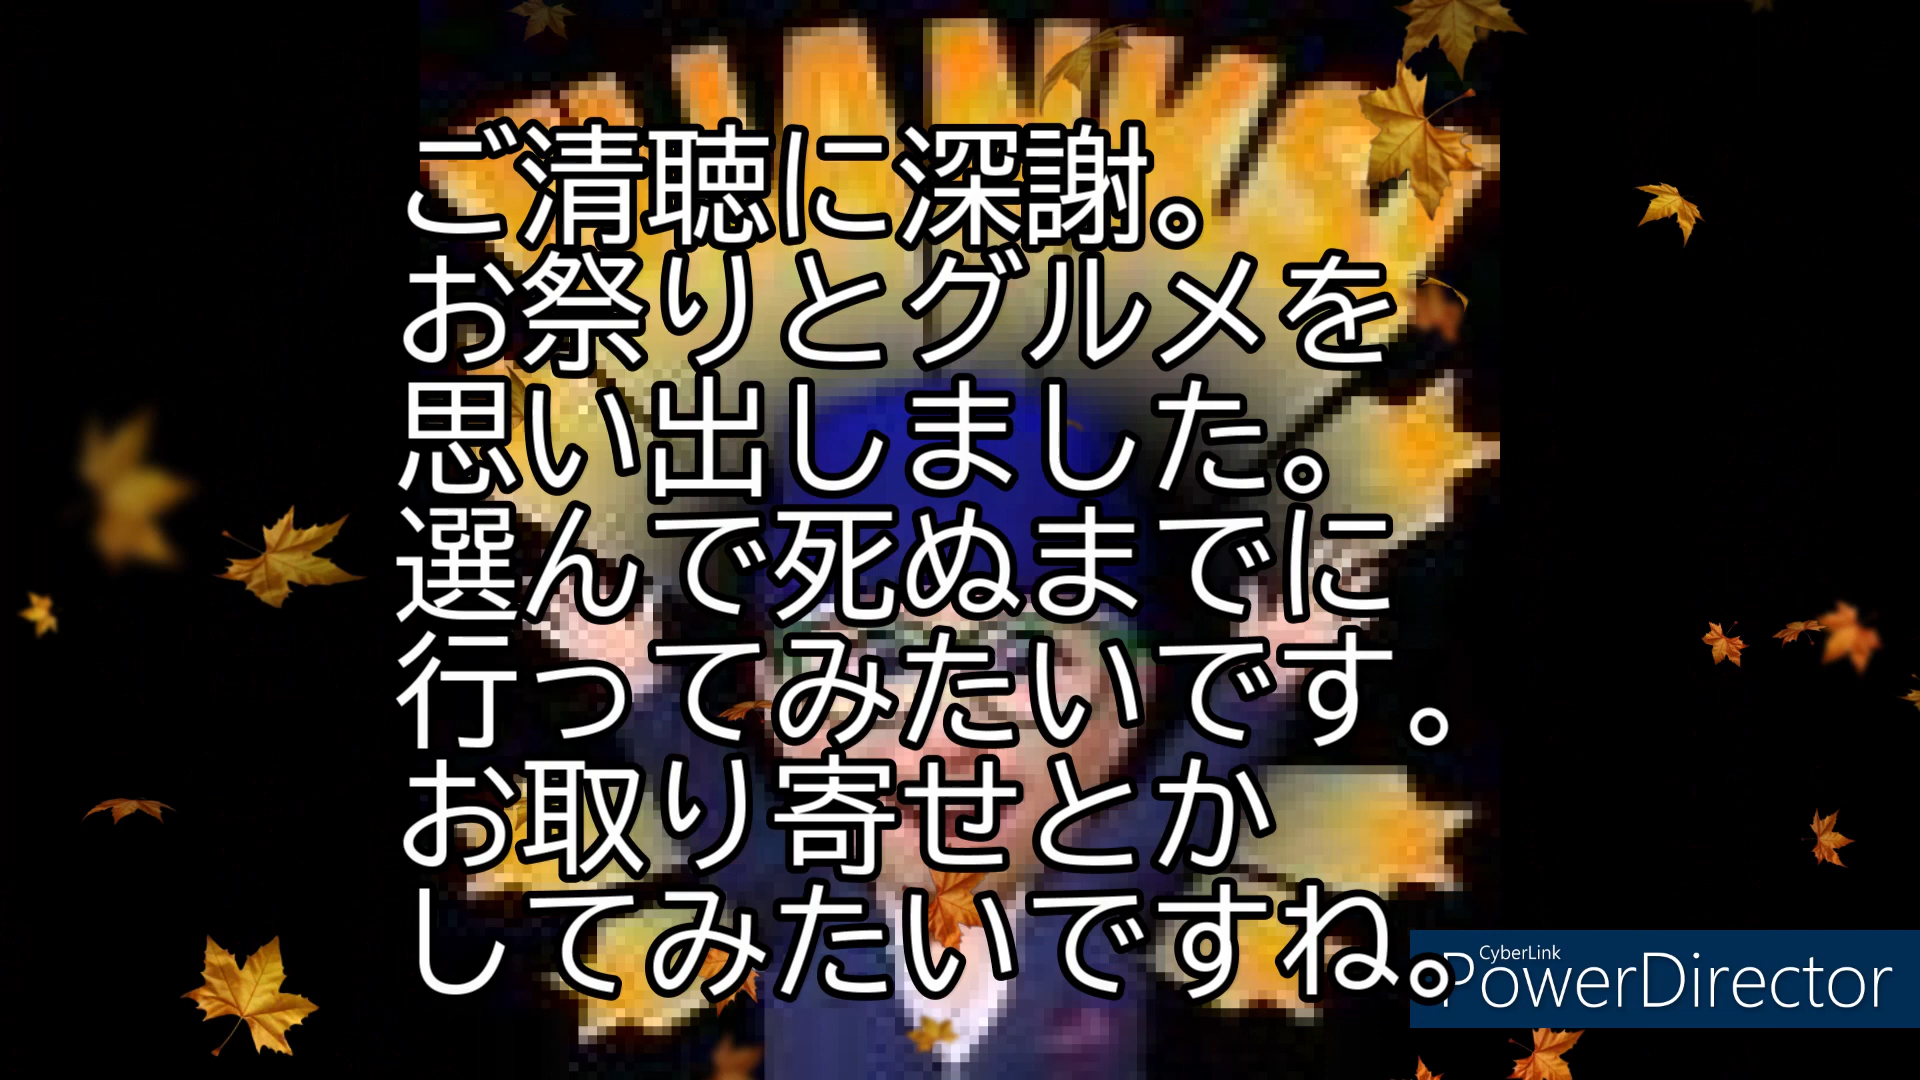 ご清聴に深謝。
お祭りとグルメを
思い出しました。
選んで死ぬまでに
行ってみたいです。
お取り寄せとか
してみたいですね。
CyberLink
PowerDirector